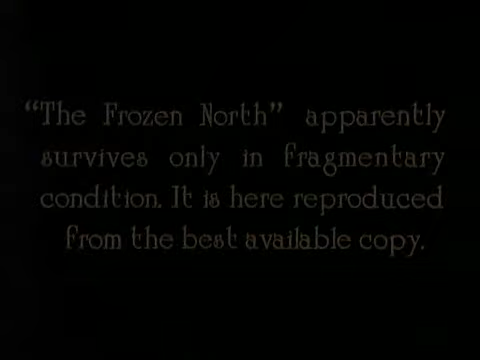 “The Frozen North” apparently
survives only in fragmentary
condition. It is here reproduced
from the best available copy.